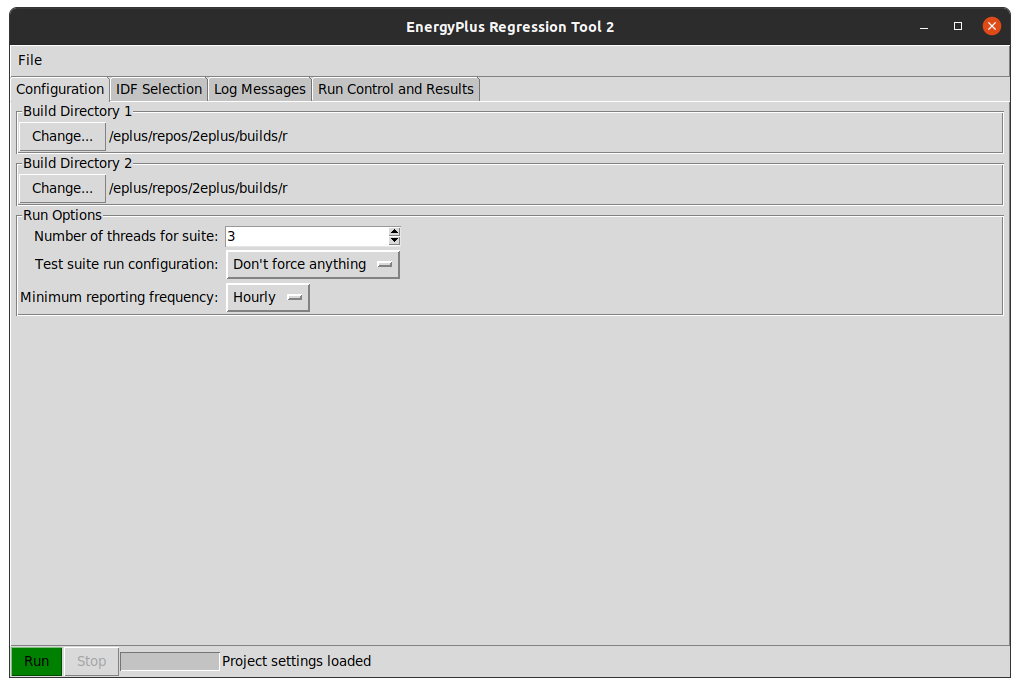 EnergyPlus Regression Tool 2
File
Configuration IDF Selection Log Messages Run Control and Results
Build Directory 1
Change... /eplus/repos/2eplus/builds/r
Build Directory 2
Change... /eplus/repos/2eplus/builds/r
Run Options
Number of threads for suite: 3
Test suite run configuration: Don't force anything
Minimum reporting frequency: Hourly
Run Stop Project settings loaded